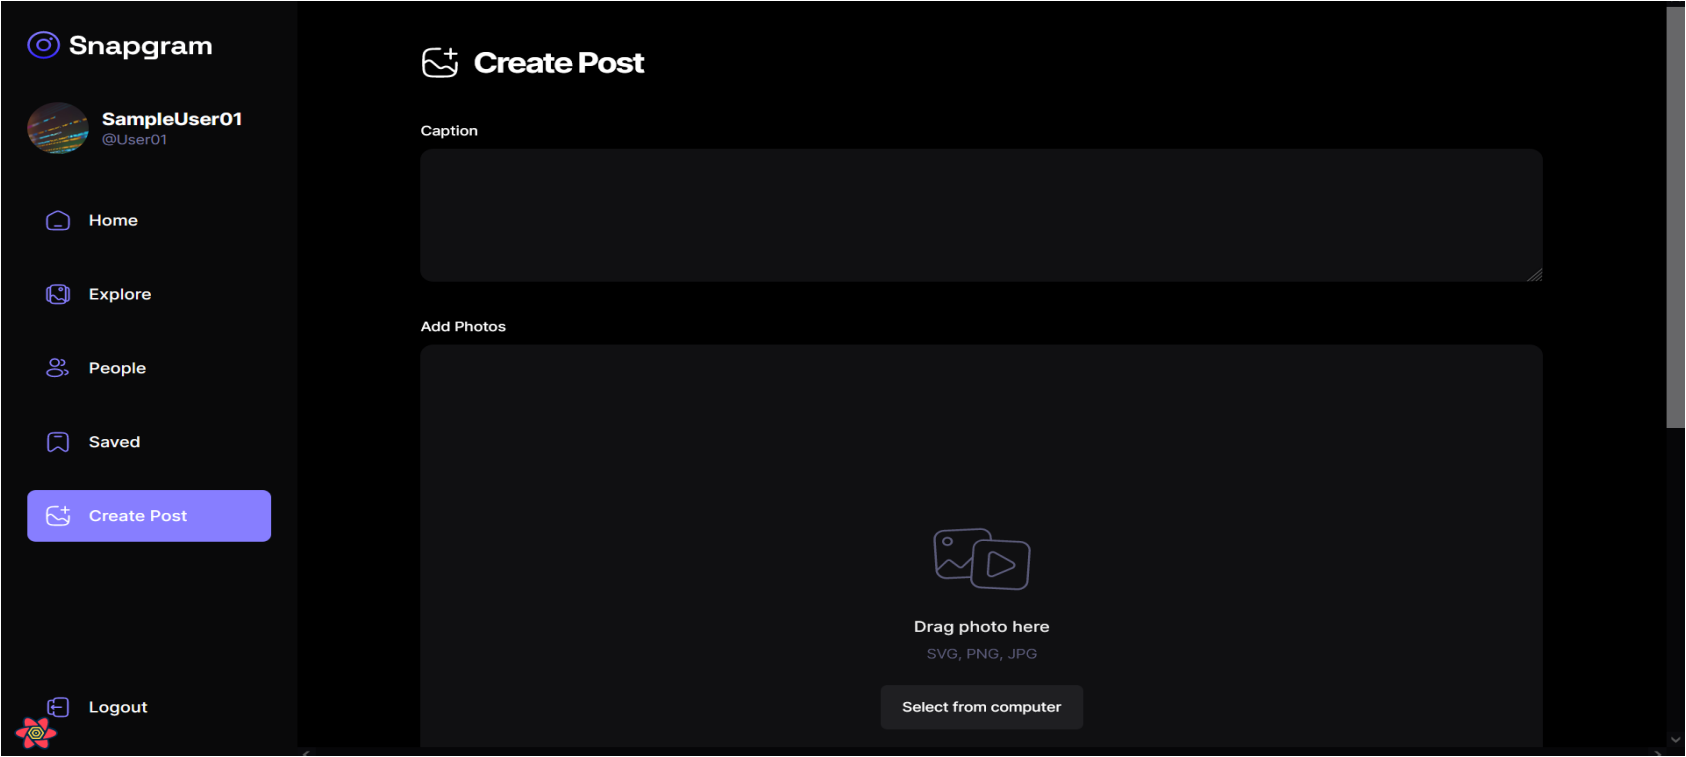 Snapgram
SampleUser01
@User01
Home
Explore
People
Saved
Create Post
Logout
Create Post
Caption
Add Photos
Drag photo here
SVG, PNG, JPG
Select from computer